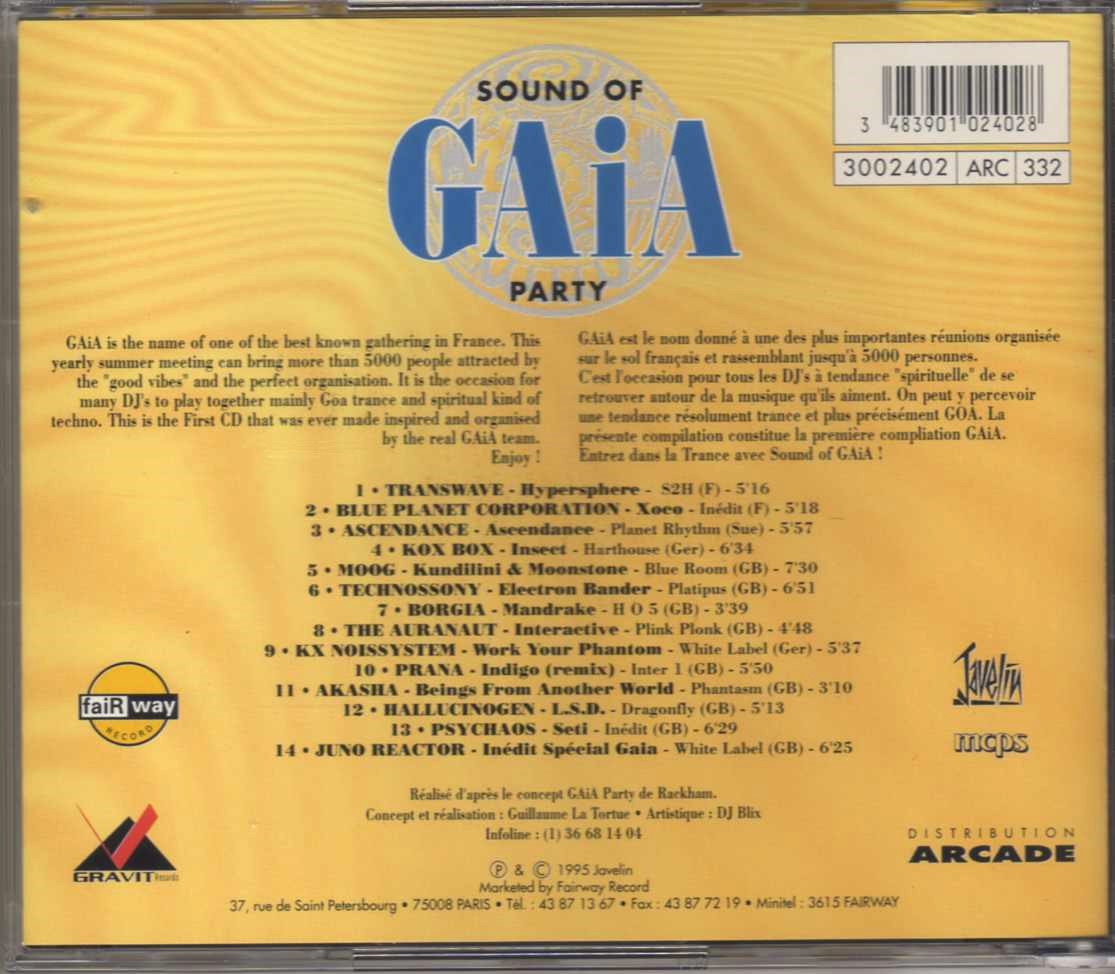 SOUND OF
GAiA
PARTY
3 483901 024028
3002402 ARC 332
GAiA is the name of one of the best known gathering in France. This
yearly summer meeting can bring more than 5000 people attracted by
the "good vibes" and the perfect organisation. It is the occasion for
many DJ's to play together mainly Goa trance and spiritual kind of
techno. This is the First CD that was ever made inspired and organised
by the real GAiA team.
Enjoy !
GAiA est le nom donné à une des plus importantes réunions organisée
sur le sol français et rassemblant jusqu'à 5000 personnes.
C'est l'occasion pour tous les DJ's à tendance "spirituelle" de se
retrouver autour de la musique qu'ils aiment. On peut y percevoir
une tendance résolument trance et plus précisément GOA. La
présente compilation constitue la première compliation GAiA.
Entrez dans la Trance avec Sound of GAiA !
1 • TRANSWAVE - Hypersphere - S2H (F) - 5'16
2 • BLUE PLANET CORPORATION - Xoco - Inédit (F) - 5'18
3 • ASCENDANCE - Ascendance - Planet Rhythm (Sue) - 5'57
4 • KOX BOX - Insect - Harthouse (Ger) - 6'34
5 • MOOG - Kundilini & Moonstone - Blue Room (GB) - 7'30
6 • TECHNOSSONY - Electron Bander - Platipus (GB) - 6'51
7 • BORGIA - Mandrake - H O 5 (GB) - 3'39
8 • THE AURANAUT - Interactive - Plink Plonk (GB) - 4'48
9 • KX NOISSYSTEM - Work Your Phantom - White Label (Ger) - 5'37
10 • PRANA - Indigo (remix) - Inter 1 (GB) - 5'50
11 • AKASHA - Beings From Another World - Phantasm (GB) - 3'10
12 • HALLUCINOGEN - L.S.D. - Dragonfly (GB) - 5'13
13 • PSYCHAOS - Seti - Inédit (GB) - 6'29
14 • JUNO REACTOR - Inédit Spécial Gaia - White Label (GB) - 6'25
faiR way
RECORD
Javelin
mcps
GRAVIT Records
Réalisé d'après le concept GAiA Party de Rackham.
Concept et réalisation : Guillaume La Tortue • Artistique : DJ Blix
Infoline : (1) 36 68 14 04
DISTRIBUTION
ARCADE
Ⓟ & © 1995 Javelin
Marketed by Fairway Record
37, rue de Saint Petersbourg • 75008 PARIS • Tél. : 43 87 13 67 • Fax : 43 87 72 19 • Minitel : 3615 FAIRWAY